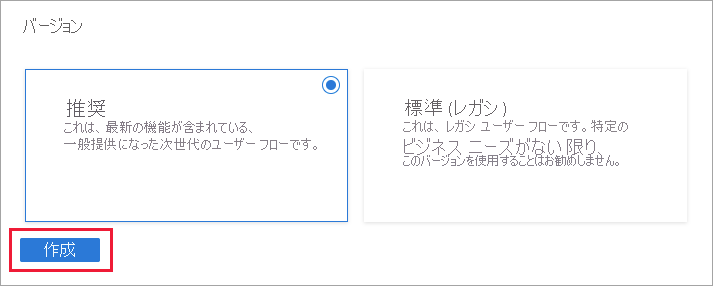 バージョン
推奨
これは、最新の機能が含まれている、
一般提供になった次世代のユーザー フローです。
標準 (レガシ)
これは、レガシ ユーザー フローです。特定の
ビジネス ニーズがない 限り、
このバージョンを使用することはお勧めしません。
作成